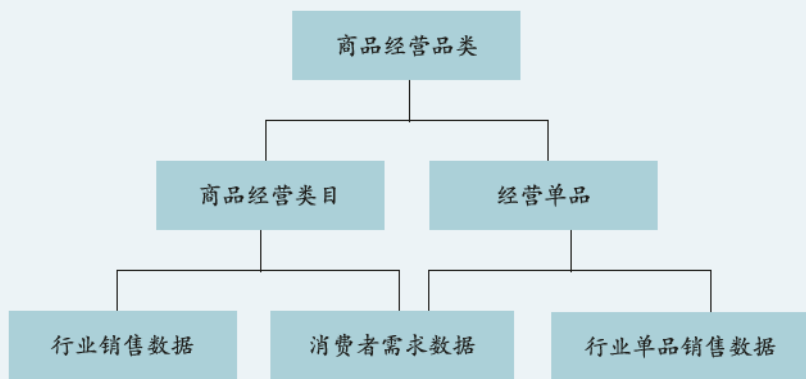 商品经营品类
商品经营类目
经营单品
行业销售数据
消费者需求数据
行业单品销售数据